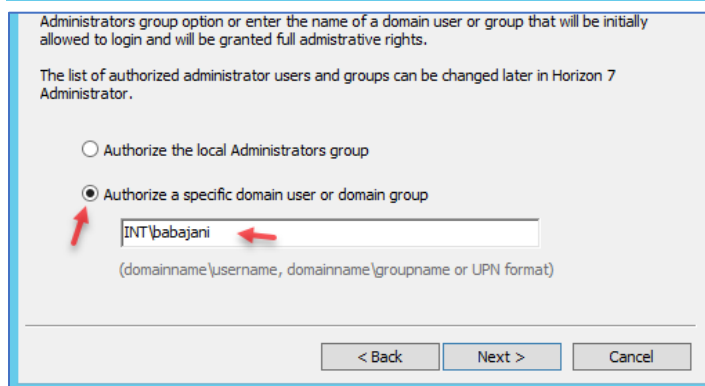 Administrators group option or enter the name of a domain user or group that will be initially
allowed to login and will be granted full admistrative rights.
The list of authorized administrator users and groups can be changed later in Horizon 7
Administrator.
Authorize the local Administrators group
Authorize a specific domain user or domain group
INT\babajani
(domainname\username, domainname\groupname or UPN format)
< Back Next > Cancel